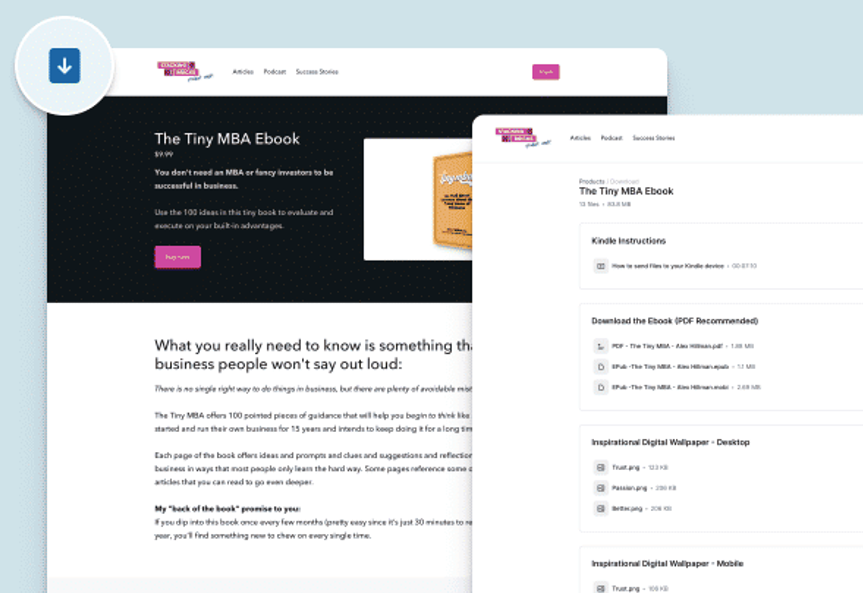 STACKING
THE BRICKS
Articles Podcast Success Stories
The Tiny MBA Ebook
$9.99
You don't need an MBA or fancy investors to be
successful in business.
Use the 100 ideas in this tiny book to evaluate and
execute on your built-in advantages.
Buy now
What you really need to know is something tha
business people won't say out loud:
There is no single right way to do things in business, but there are plenty of avoidable mist
The Tiny MBA offers 100 pointed pieces of guidance that will help you begin to think like
started and run their own business for 15 years and intends to keep doing it for a long tim
Each page of the book offers ideas and prompts and clues and suggestions and reflection
business in ways that most people only learn the hard way. Some pages reference some o
articles that you can read to go even deeper.
My "back of the book" promise to you:
If you dip into this book once every few months (pretty easy since it's just 30 minutes to re
year, you'll find something new to chew on every single time.
STACKING
THE BRICKS
Articles Podcast Success Stories
Products / Download
The Tiny MBA Ebook
13 files • 30.8 MB
Kindle Instructions
How to send files to your Kindle device • 00:07:10
Download the Ebook (PDF Recommended)
PDF - The Tiny MBA - Alex Hillman.pdf • 1.88 MB
EPub -The Tiny MBA - Alex Hillman.epub • 1.1 MB
EPub -The Tiny MBA - Alex Hillman.mobi • 2.68 MB
Inspirational Digital Wallpaper - Desktop
Trust.png • 123 KB
Passion.png • 206 KB
Better.png • 206 KB
Inspirational Digital Wallpaper - Mobile
Trust.png • 109 KB